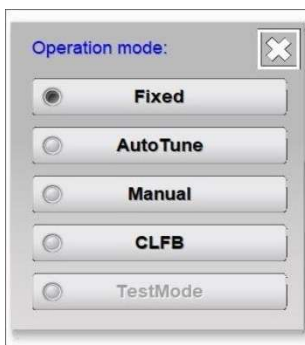 Operation mode:
Fixed
AutoTune
Manual
CLFB
TestMode